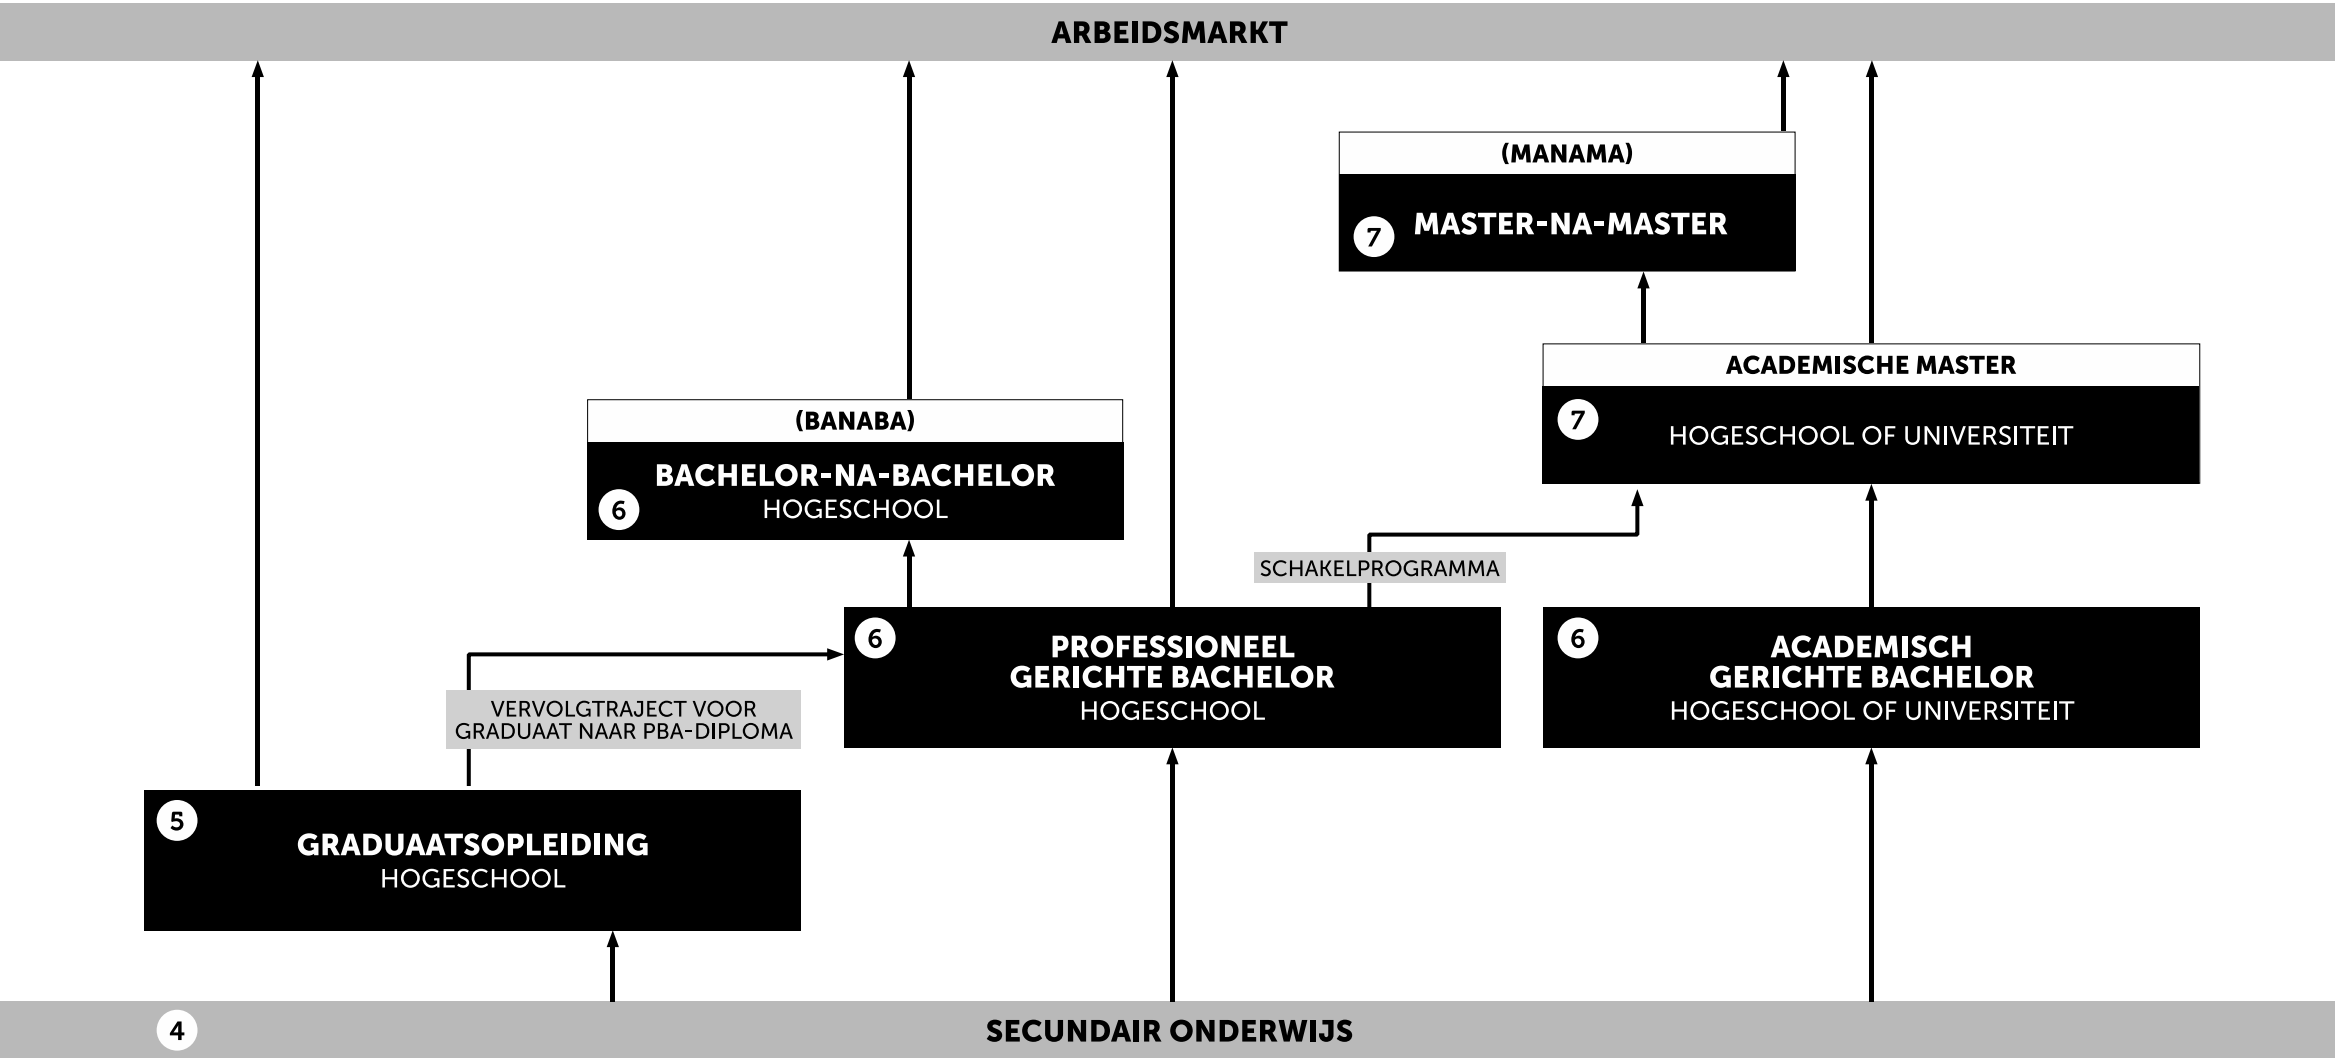 ARBEIDSMARKT
(MANAMA)
7
MASTER-NA-MASTER
ACADEMISCHE MASTER
7
HOGESCHOOL OF UNIVERSITEIT
(BANABA)
BACHELOR-NA-BACHELOR
6
HOGESCHOOL
SCHAKELPROGRAMMA
6
PROFESSIONEEL
GERICHTE BACHELOR
HOGESCHOOL
6
ACADEMISCH
GERICHTE BACHELOR
HOGESCHOOL OF UNIVERSITEIT
VERVOLGTRAJECT VOOR
GRADUAAT NAAR PBA-DIPLOMA
5
GRADUAATSOPLEIDING
HOGESCHOOL
4
SECUNDAIR ONDERWIJS